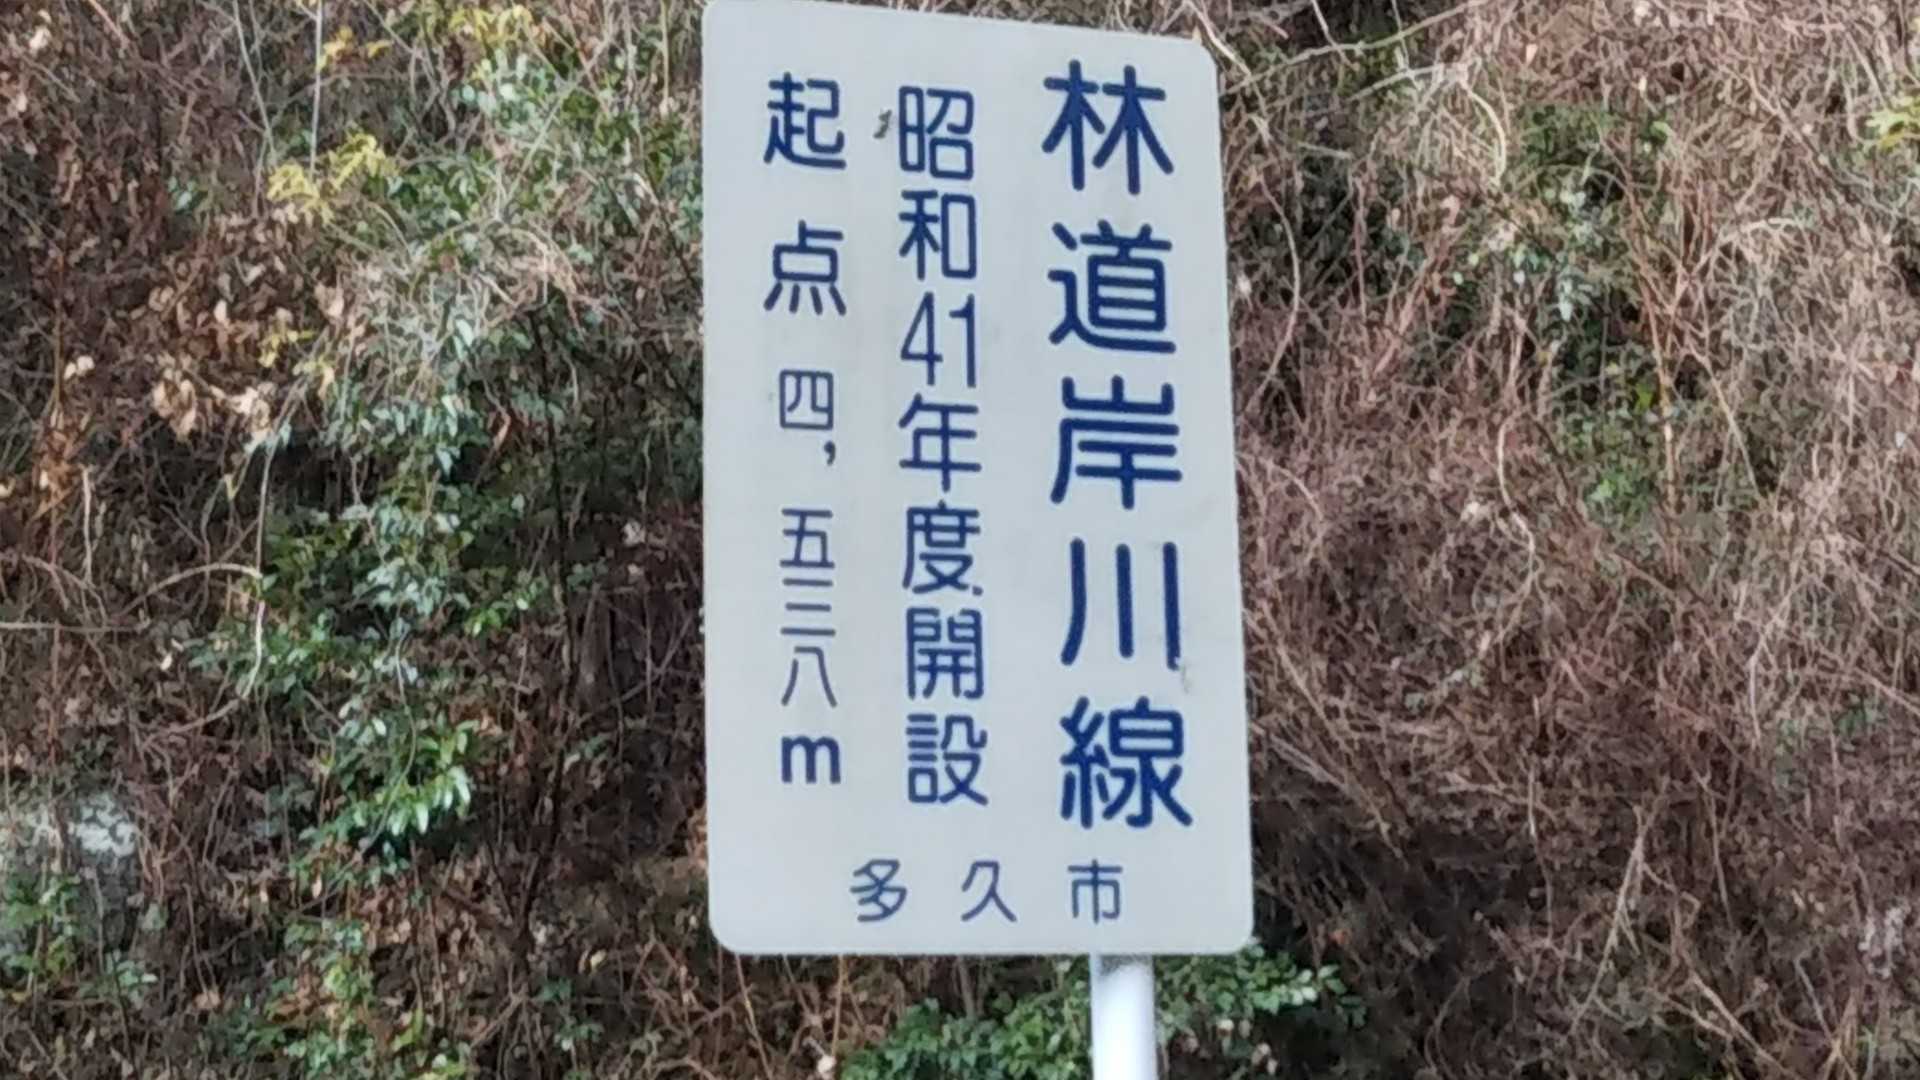 林道岸川線
昭和41年度開設
起点四,五三八m
多久市